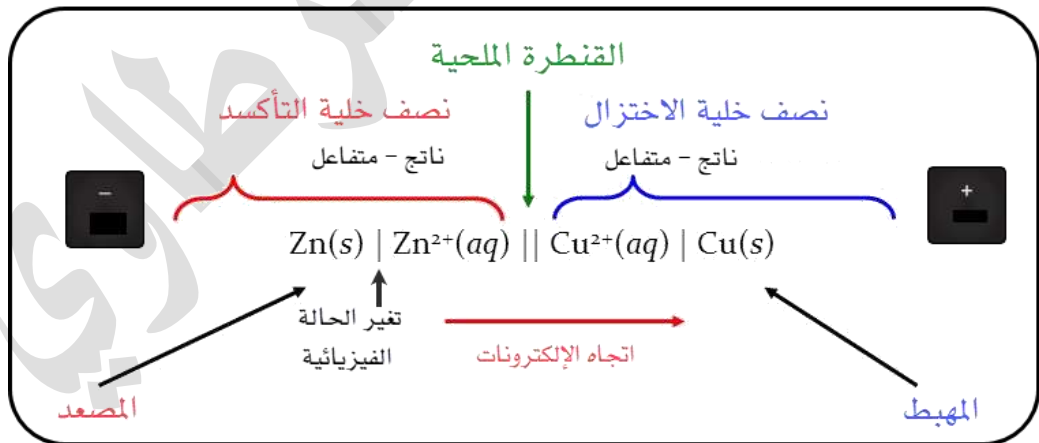 القنطرة الملحية
نصف خلية الاختزال
نصف خلية التأكسد
ناتج - متفاعل
ناتج - متفاعل
+
−
Zn(s) | Zn²⁺(aq) || Cu²⁺(aq) | Cu(s)
تغير الحالة
الفيزيائية
اتجاه الإلكترونات
المهبط
المصعد